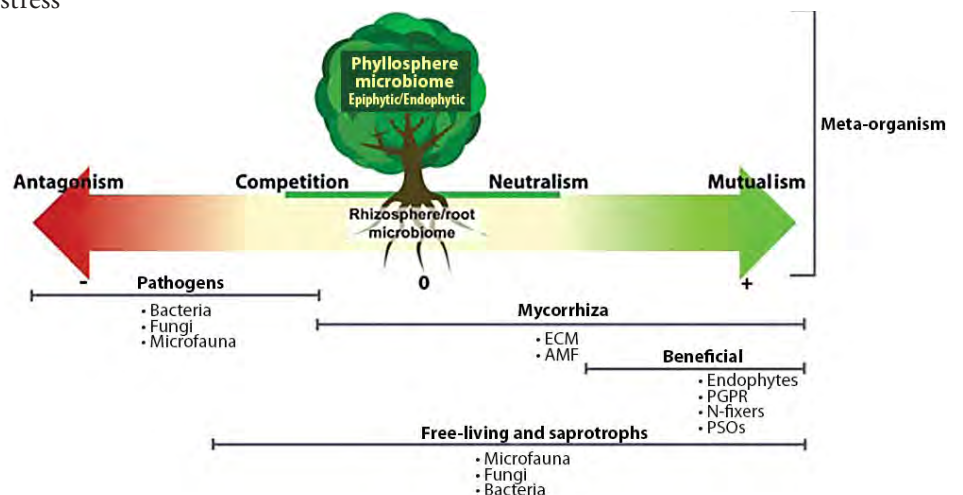 stress
Phyllosphere
microbiome
Epiphytic/Endophytic
Meta-organism
Antagonism
Competition
Neutralism
Mutualism
Rhizosphere/root
microbiome
-
0
+
Pathogens
• Bacteria
• Fungi
• Microfauna
Mycorrhiza
• ECM
• AMF
Beneficial
• Endophytes
• PGPR
• N-fixers
• PSOs
Free-living and saprotrophs
• Microfauna
• Fungi
• Bacteria